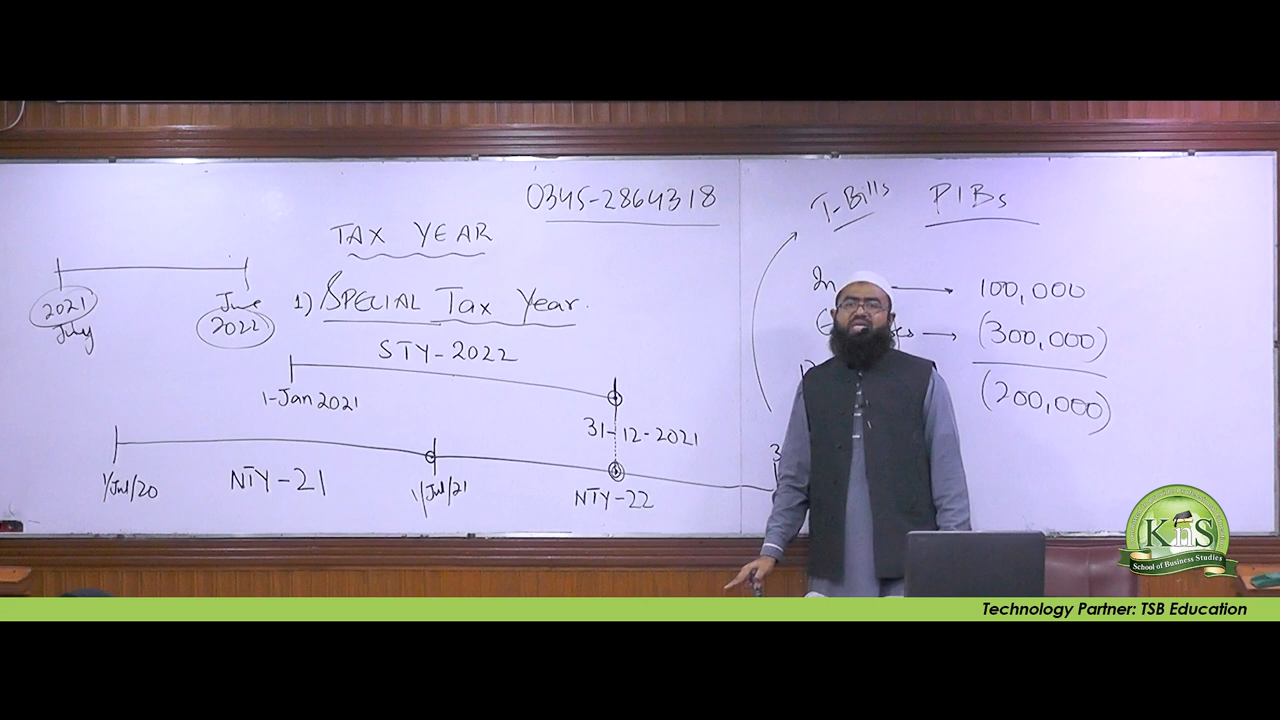 0345-2864318
TAX YEAR
2021
July
June
2022
1) SPECIAL Tax Year.
STY-2022
1-Jan 2021
31-12-2021
1/Jul/20
NTY-21
1/Jul/21
NTY-22
T-Bills
PIBs
In
100,000
(300,000)
(200,000)
KnS
School of Business Studies
Technology Partner: TSB Education